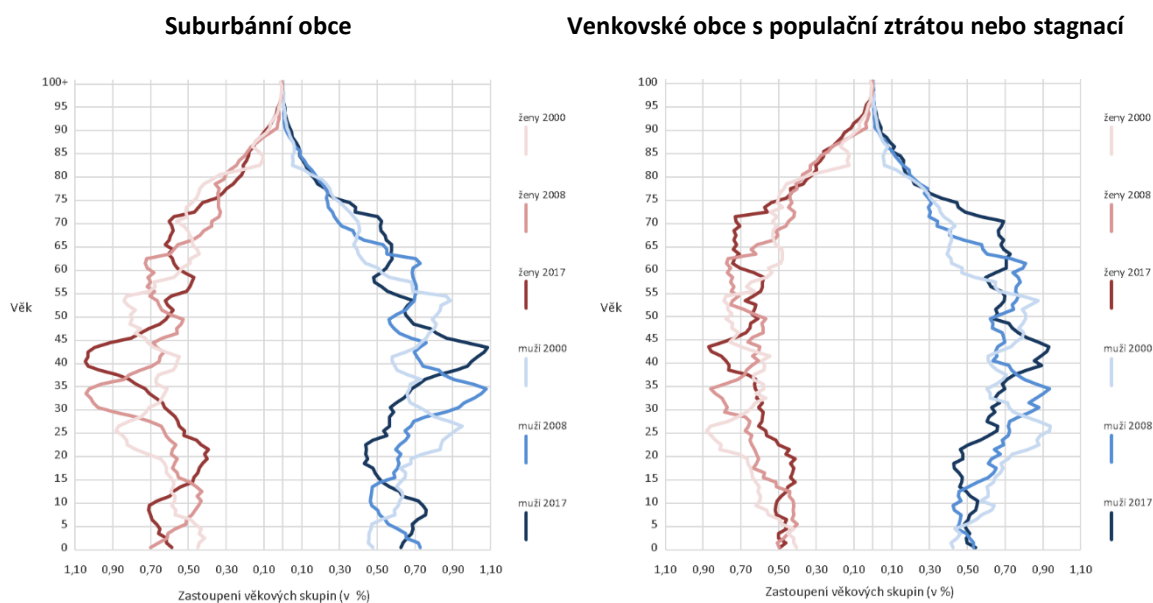 Suburbánní obce
Venkovské obce s populační ztrátou nebo stagnací
100+
95
90
85
80
75
70
65
60
55
50
45
40
35
30
25
20
15
10
5
0
Věk
1,10 0,90 0,70 0,50 0,30 0,10 0,10 0,30 0,50 0,70 0,90 1,10
Zastoupení věkových skupin (v %)
ženy 2000
ženy 2008
ženy 2017
muži 2000
muži 2008
muži 2017
100+
95
90
85
80
75
70
65
60
55
50
45
40
35
30
25
20
15
10
5
0
Věk
1,10 0,90 0,70 0,50 0,30 0,10 0,10 0,30 0,50 0,70 0,90 1,10
Zastoupení věkových skupin (v %)
ženy 2000
ženy 2008
ženy 2017
muži 2000
muži 2008
muži 2017